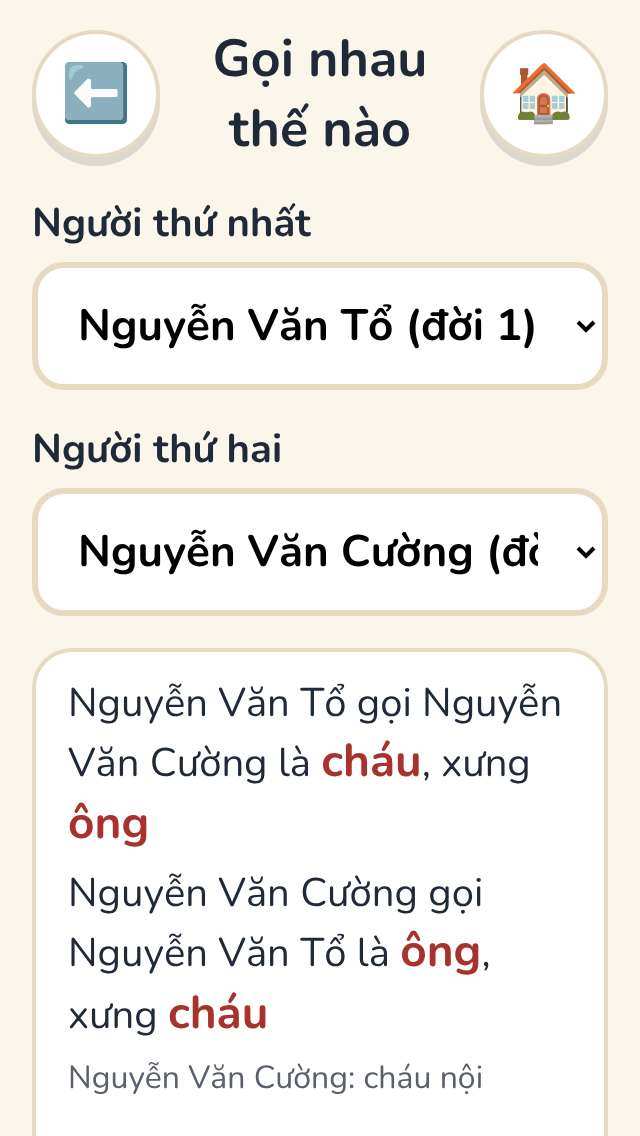 Gọi nhau
thế nào
Người thứ nhất
Nguyễn Văn Tổ (đời 1)
Người thứ hai
Nguyễn Văn Cường (đờ
Nguyễn Văn Tổ gọi Nguyễn
Văn Cường là cháu, xưng
ông
Nguyễn Văn Cường gọi
Nguyễn Văn Tổ là ông,
xưng cháu
Nguyễn Văn Cường: cháu nội